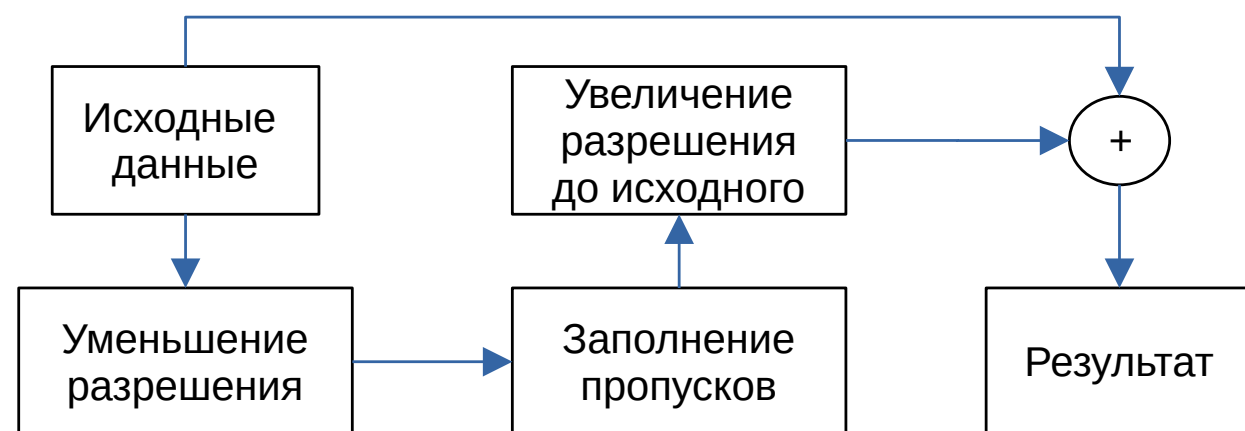 Исходные
данные
Увеличение
разрешения
до исходного
+
Уменьшение
разрешения
Заполнение
пропусков
Результат